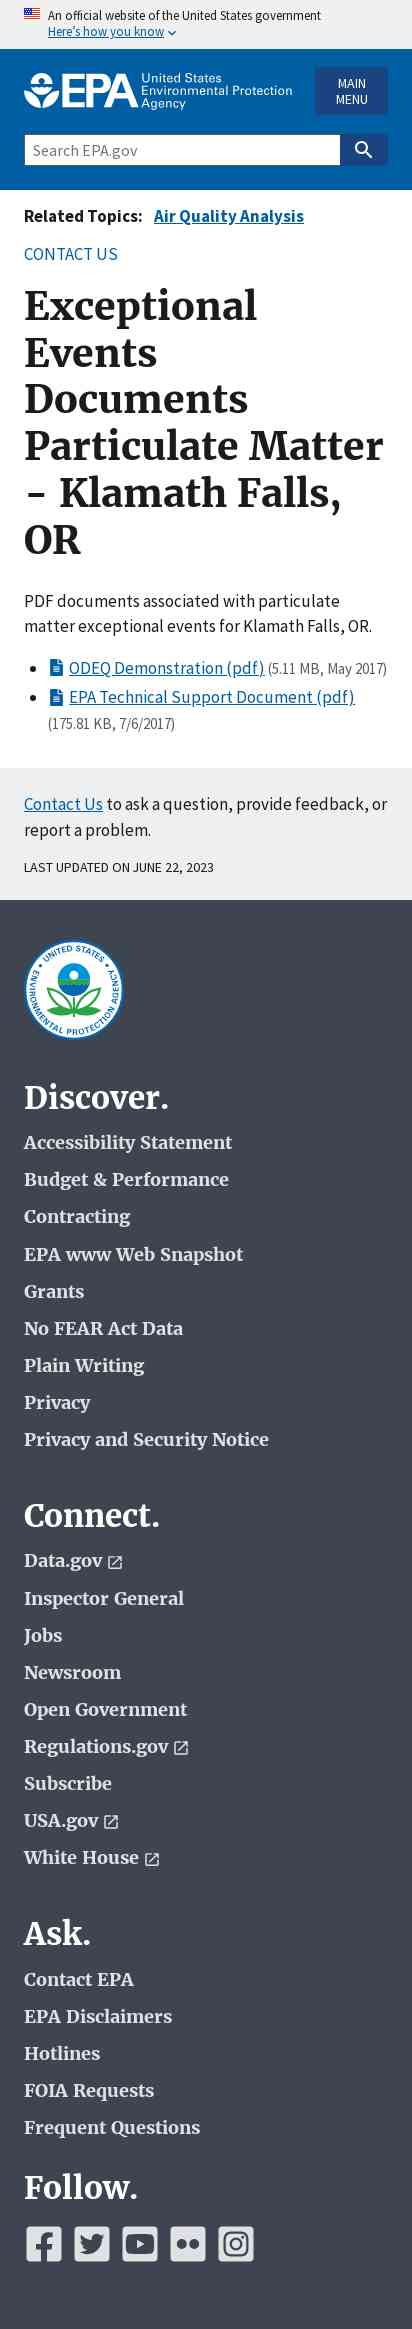 An official website of the United States government
Here's how you know
EPA
United States
Environmental Protection
Agency
MAIN
MENU
Search EPA.gov
Related Topics: Air Quality Analysis
CONTACT US
Exceptional
Events
Documents
Particulate Matter
- Klamath Falls,
OR
PDF documents associated with particulate
matter exceptional events for Klamath Falls, OR.
ODEQ Demonstration (pdf) (5.11 MB, May 2017)
EPA Technical Support Document (pdf)
(175.81 KB, 7/6/2017)
Contact Us to ask a question, provide feedback, or
report a problem.
LAST UPDATED ON JUNE 22, 2023
UNITED STATES
ENVIRONMENTAL PROTECTION AGENCY
Discover.
Accessibility Statement
Budget & Performance
Contracting
EPA www Web Snapshot
Grants
No FEAR Act Data
Plain Writing
Privacy
Privacy and Security Notice
Connect.
Data.gov
Inspector General
Jobs
Newsroom
Open Government
Regulations.gov
Subscribe
USA.gov
White House
Ask.
Contact EPA
EPA Disclaimers
Hotlines
FOIA Requests
Frequent Questions
Follow.